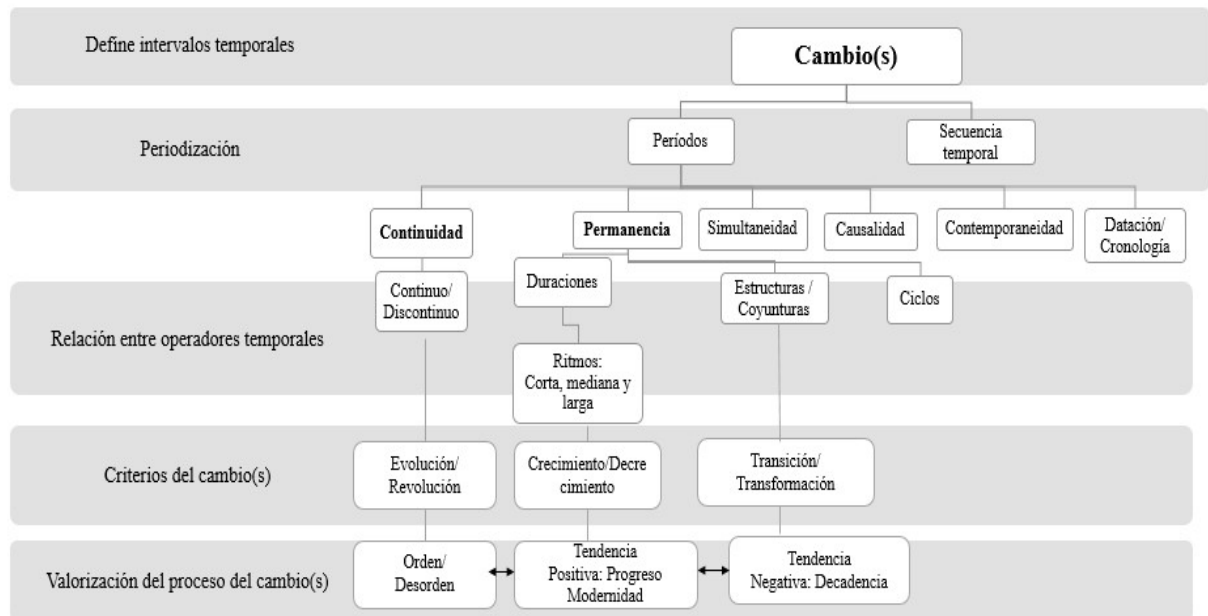 Define intervalos temporales
Cambio(s)
Periodización
Períodos
Secuencia
temporal
Continuidad
Permanencia
Simultaneidad
Causalidad
Contemporaneidad
Datación/
Cronología
Relación entre operadores temporales
Continuo/
Discontinuo
Duraciones
Estructuras /
Coyunturas
Ciclos
Ritmos:
Corta, mediana y
larga
Criterios del cambio(s)
Evolución/
Revolución
Crecimiento/Decre
cimiento
Transición/
Transformación
Valorización del proceso del cambio(s)
Orden/
Desorden
Tendencia
Positiva: Progreso
Modernidad
Tendencia
Negativa: Decadencia